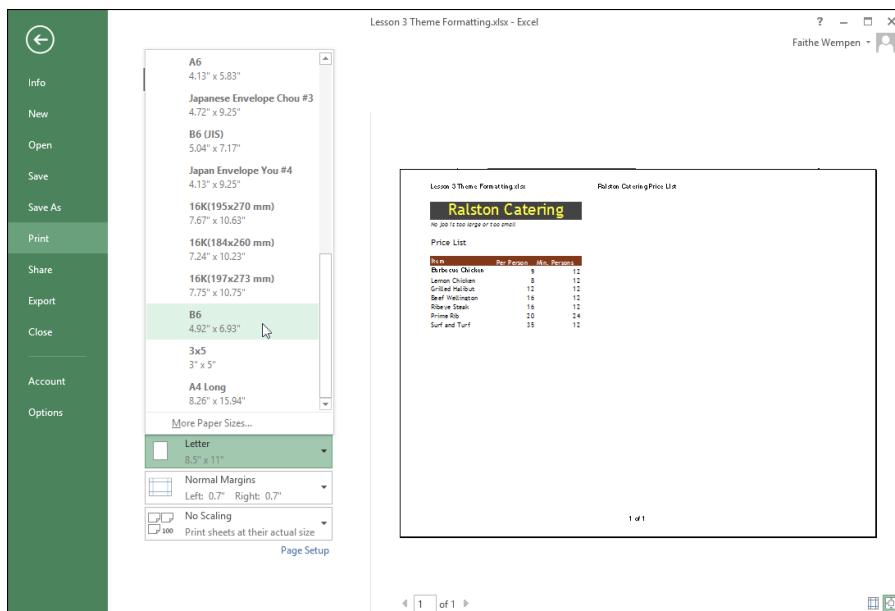 Lesson 3 Theme Formatting.xlsx - Excel
?
Faithe Wempen
Info
New
Open
Save
Save As
Print
Share
Export
Close
Account
Options
A6
4.13" x 5.83"
Japanese Envelope Chou #3
4.72" x 9.25"
B6 (JIS)
5.04" x 7.17"
Japan Envelope You #4
4.13" x 9.25"
16K(195x270 mm)
7.67" x 10.63"
16K(184x260 mm)
7.24" x 10.23"
16K(197x273 mm)
7.75" x 10.75"
B6
4.92" x 6.93"
3x5
3" x 5"
A4 Long
8.26" x 15.94"
More Paper Sizes...
Letter
8.5" x 11"
Normal Margins
Left: 0.7" Right: 0.7"
No Scaling
100 Print sheets at their actual size
Page Setup
Lesson 3 Theme Formatting.xlsx Ralston Catering Price List
Ralston Catering
No job is too large or too small
Price List
Item Per Person Min. Persons
Barbecue Chicken 9 12
Lemon Chicken 8 12
Grilled Halibut 12 12
Beef Wellington 16 12
Ribeye Steak 16 12
Prime Rib 20 24
Surf and Turf 35 12
1 of 1
1 of 1